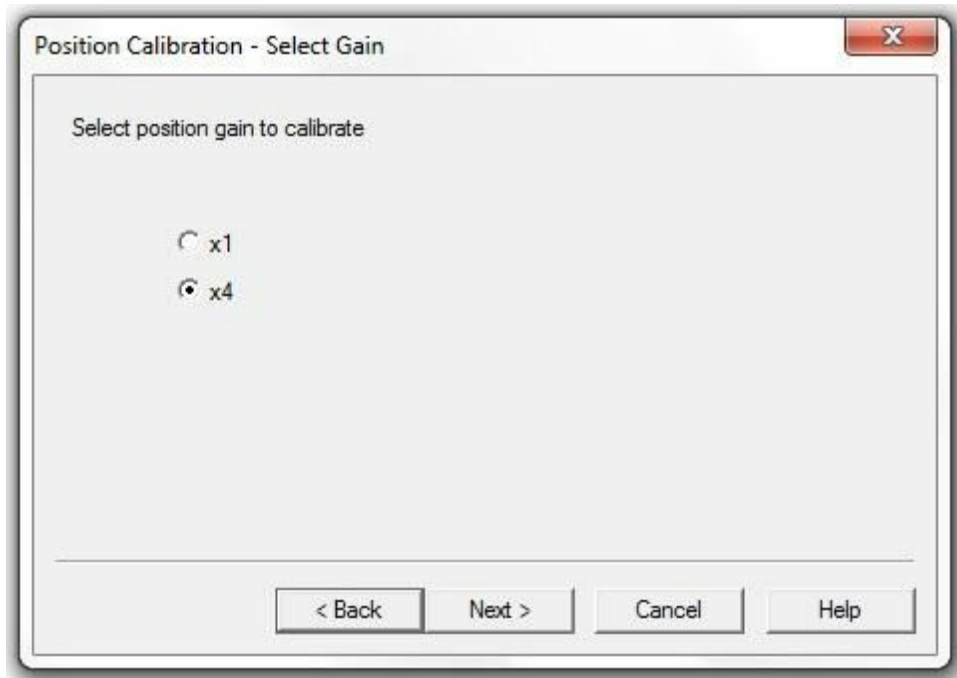 Position Calibration - Select Gain
Select position gain to calibrate
x1
x4
< Back Next > Cancel Help